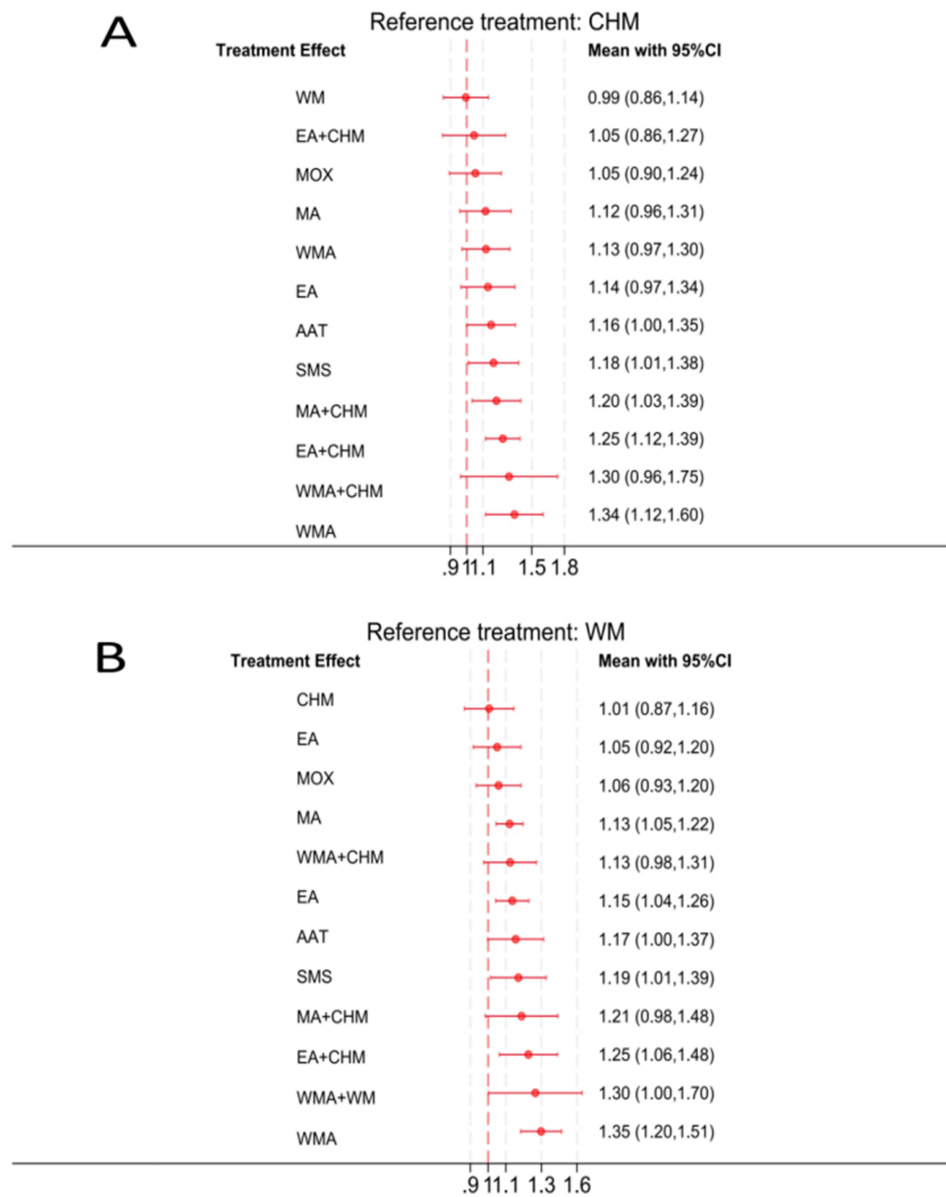 A
Reference treatment: CHM
Treatment Effect Mean with 95%CI
WM 0.99 (0.86,1.14)
EA+CHM 1.05 (0.86,1.27)
MOX 1.05 (0.90,1.24)
MA 1.12 (0.96,1.31)
WMA 1.13 (0.97,1.30)
EA 1.14 (0.97,1.34)
AAT 1.16 (1.00,1.35)
SMS 1.18 (1.01,1.38)
MA+CHM 1.20 (1.03,1.39)
EA+CHM 1.25 (1.12,1.39)
WMA+CHM 1.30 (0.96,1.75)
WMA 1.34 (1.12,1.60)
.9 1 1.1 1.5 1.8
B
Reference treatment: WM
Treatment Effect Mean with 95%CI
CHM 1.01 (0.87,1.16)
EA 1.05 (0.92,1.20)
MOX 1.06 (0.93,1.20)
MA 1.13 (1.05,1.22)
WMA+CHM 1.13 (0.98,1.31)
EA 1.15 (1.04,1.26)
AAT 1.17 (1.00,1.37)
SMS 1.19 (1.01,1.39)
MA+CHM 1.21 (0.98,1.48)
EA+CHM 1.25 (1.06,1.48)
WMA+WM 1.30 (1.00,1.70)
WMA 1.35 (1.20,1.51)
.9 1 1.1 1.3 1.6